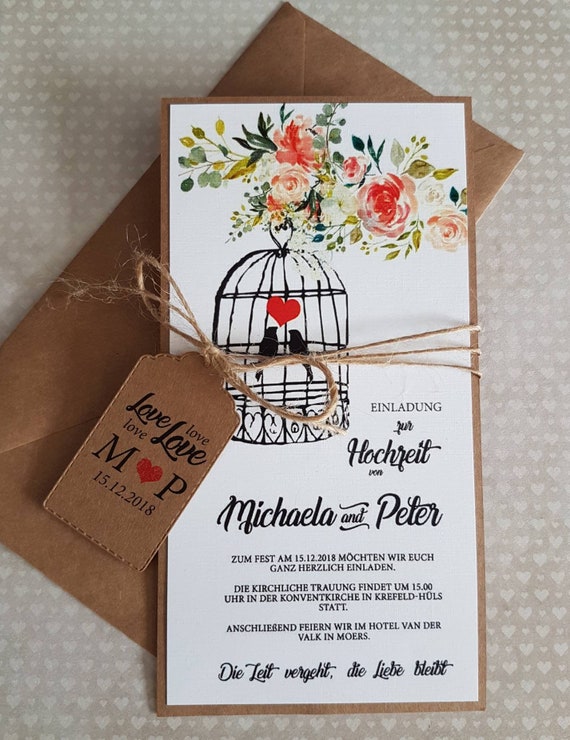 Love love
love Love
M P
15.12.2018
EINLADUNG
zur
Hochzeit
von
Michaela and Peter
ZUM FEST AM 15.12.2018 MÖCHTEN WIR EUCH
GANZ HERZLICH EINLADEN.
DIE KIRCHLICHE TRAUUNG FINDET UM 15.00
UHR IN DER KONVENTKIRCHE IN KREFELD-HÜLS
STATT.
ANSCHLIEßEND FEIERN WIR IM HOTEL VAN DER
VALK IN MOERS.
Die Zeit vergeht, die Liebe bleibt